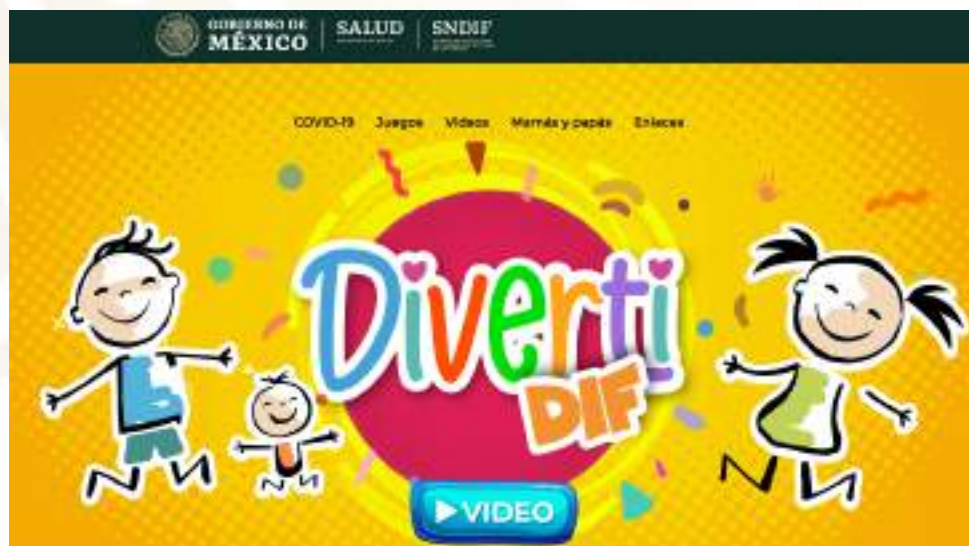 GOBIERNO DE MÉXICO | SALUD | SNDIF
COVID-19 Juegos Videos Mamás y papás Enlaces
Diverti
DIF
VIDEO